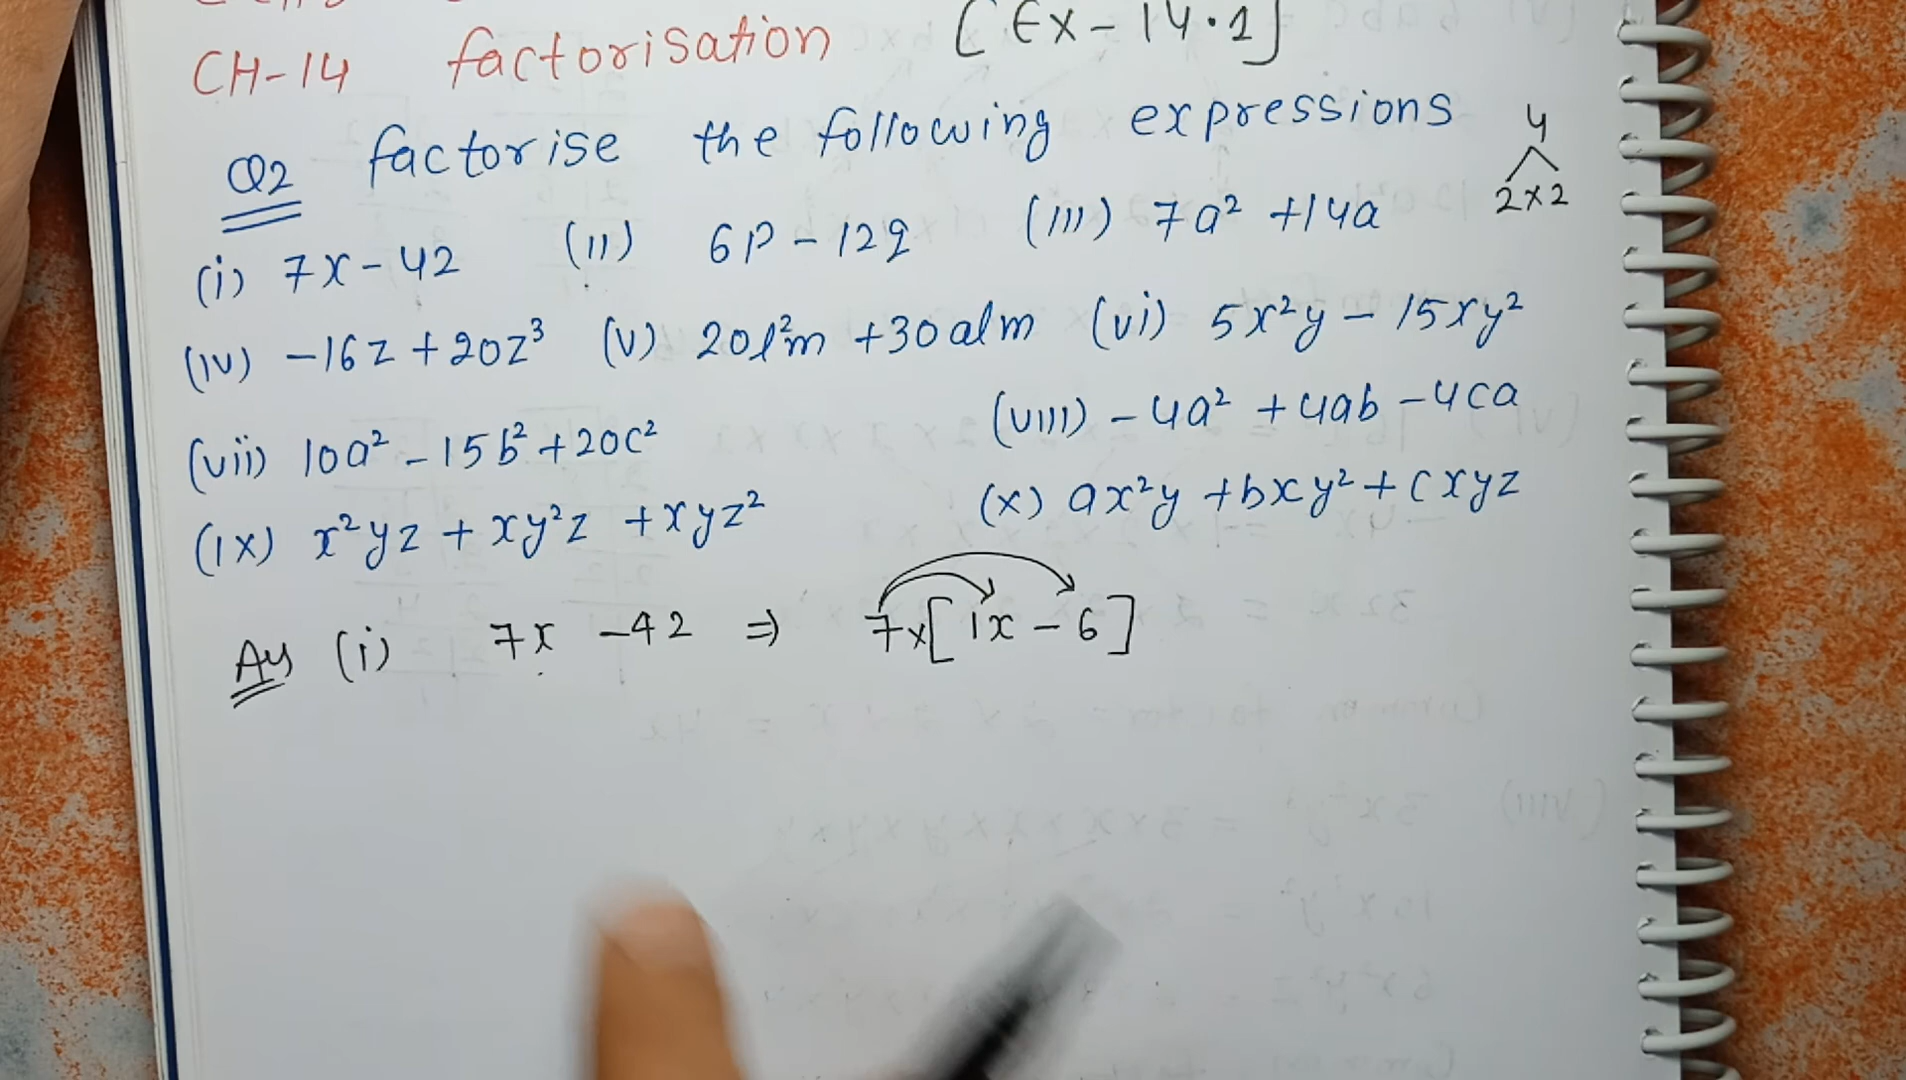 CH-14 factorisation [Ex-14.1]
Q2 factorise the following expressions
4
2×2
(i) 7x-42 (ii) 6p-12q (iii) 7a² +14a
(iv) -16z+20z³ (v) 20l²m +30alm (vi) 5x²y-15xy²
(vii) 10a²-15b²+20c² (viii) -4a²+4ab-4ca
(ix) x²yz+xy²z+xyz² (x) ax²y+bxy²+cxyz
Ans (i) 7x -42 ⇒ 7×[1x-6]